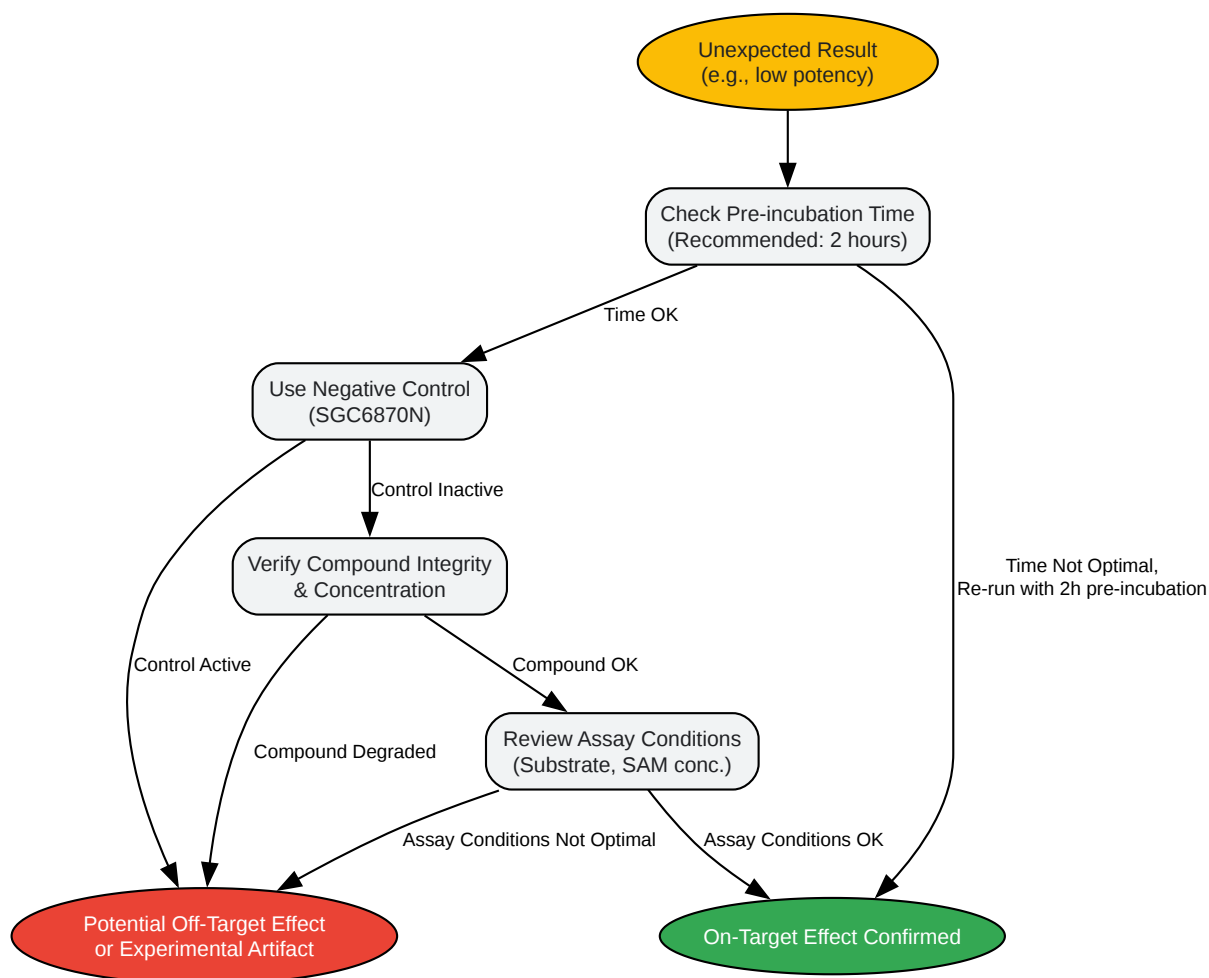 Unexpected Result
(e.g., low potency)
Check Pre-incubation Time
(Recommended: 2 hours)
Time OK
Use Negative Control
(SGC6870N)
Control Inactive
Verify Compound Integrity
& Concentration
Time Not Optimal,
Re-run with 2h pre-incubation
Control Active
Compound OK
Compound Degraded
Review Assay Conditions
(Substrate, SAM conc.)
Assay Conditions Not Optimal
Assay Conditions OK
Potential Off-Target Effect
or Experimental Artifact
On-Target Effect Confirmed